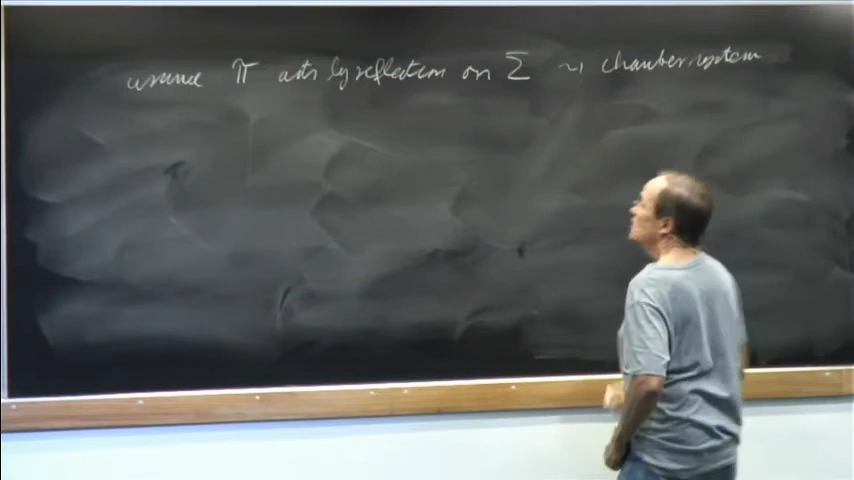 assume π acts by reflection on Σ ⇝ chamber system